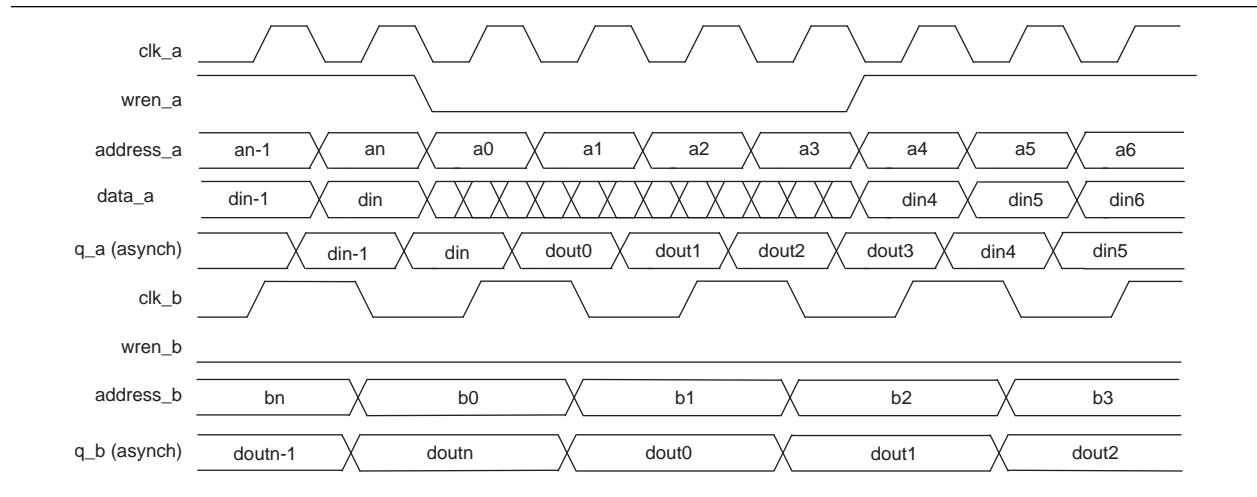 clk_a
wren_a
address_a an-1 an a0 a1 a2 a3 a4 a5 a6
data_a din-1 din din4 din5 din6
q_a (asynch) din-1 din dout0 dout1 dout2 dout3 din4 din5
clk_b
wren_b
address_b bn b0 b1 b2 b3
q_b (asynch) doutn-1 doutn dout0 dout1 dout2